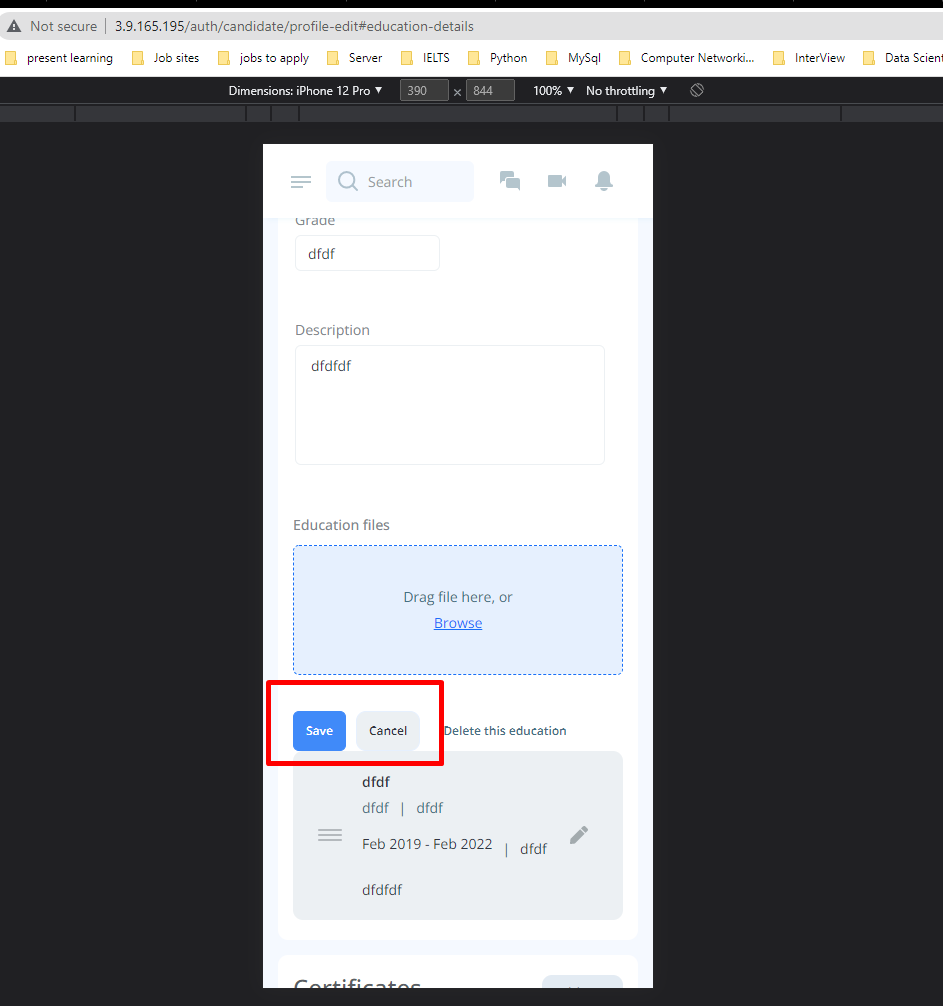 Not secure | 3.9.165.195/auth/candidate/profile-edit#education-details
present learning Job sites jobs to apply Server IELTS Python MySql Computer Networki... InterView Data Scient
Dimensions: iPhone 12 Pro ▼ 390 × 844 100% ▼ No throttling ▼
Search
Grade
dfdf
Description
dfdfdf
Education files
Drag file here, or
Browse
Save Cancel Delete this education
dfdf
dfdf | dfdf
Feb 2019 - Feb 2022 | dfdf
dfdfdf
Certificates